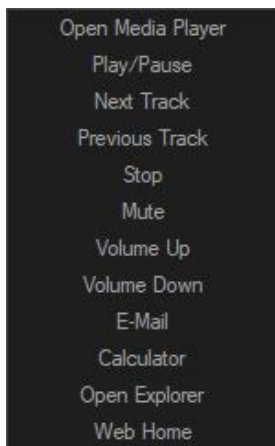 Open Media Player
Play/Pause
Next Track
Previous Track
Stop
Mute
Volume Up
Volume Down
E-Mail
Calculator
Open Explorer
Web Home